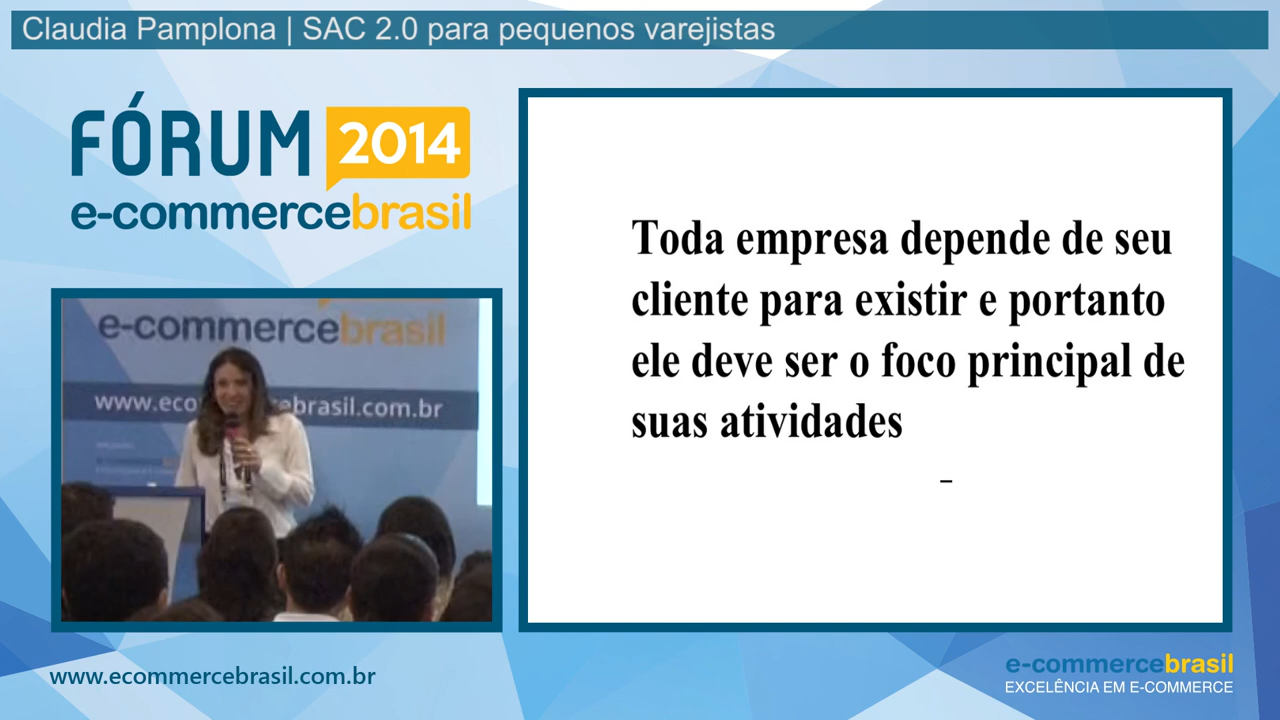 Claudia Pamplona | SAC 2.0 para pequenos varejistas
FÓRUM 2014
e-commercebrasil
e-commercebrasil
www.eco ebrasil.com.br
Toda empresa depende de seu
cliente para existir e portanto
ele deve ser o foco principal de
suas atividades
–
www.ecommercebrasil.com.br
e-commercebrasil
EXCELÊNCIA EM E-COMMERCE